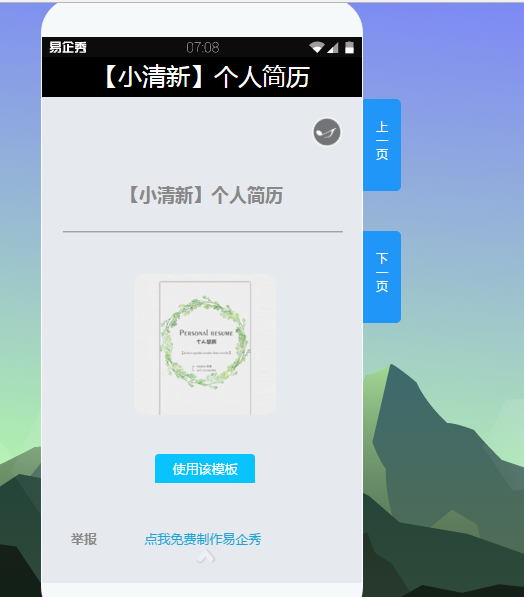 易企秀 07:08
【小清新】个人简历
上一页
【小清新】个人简历
下一页
PERSONAL RESUME
个人简历
使用该模板
举报 点我免费制作易企秀